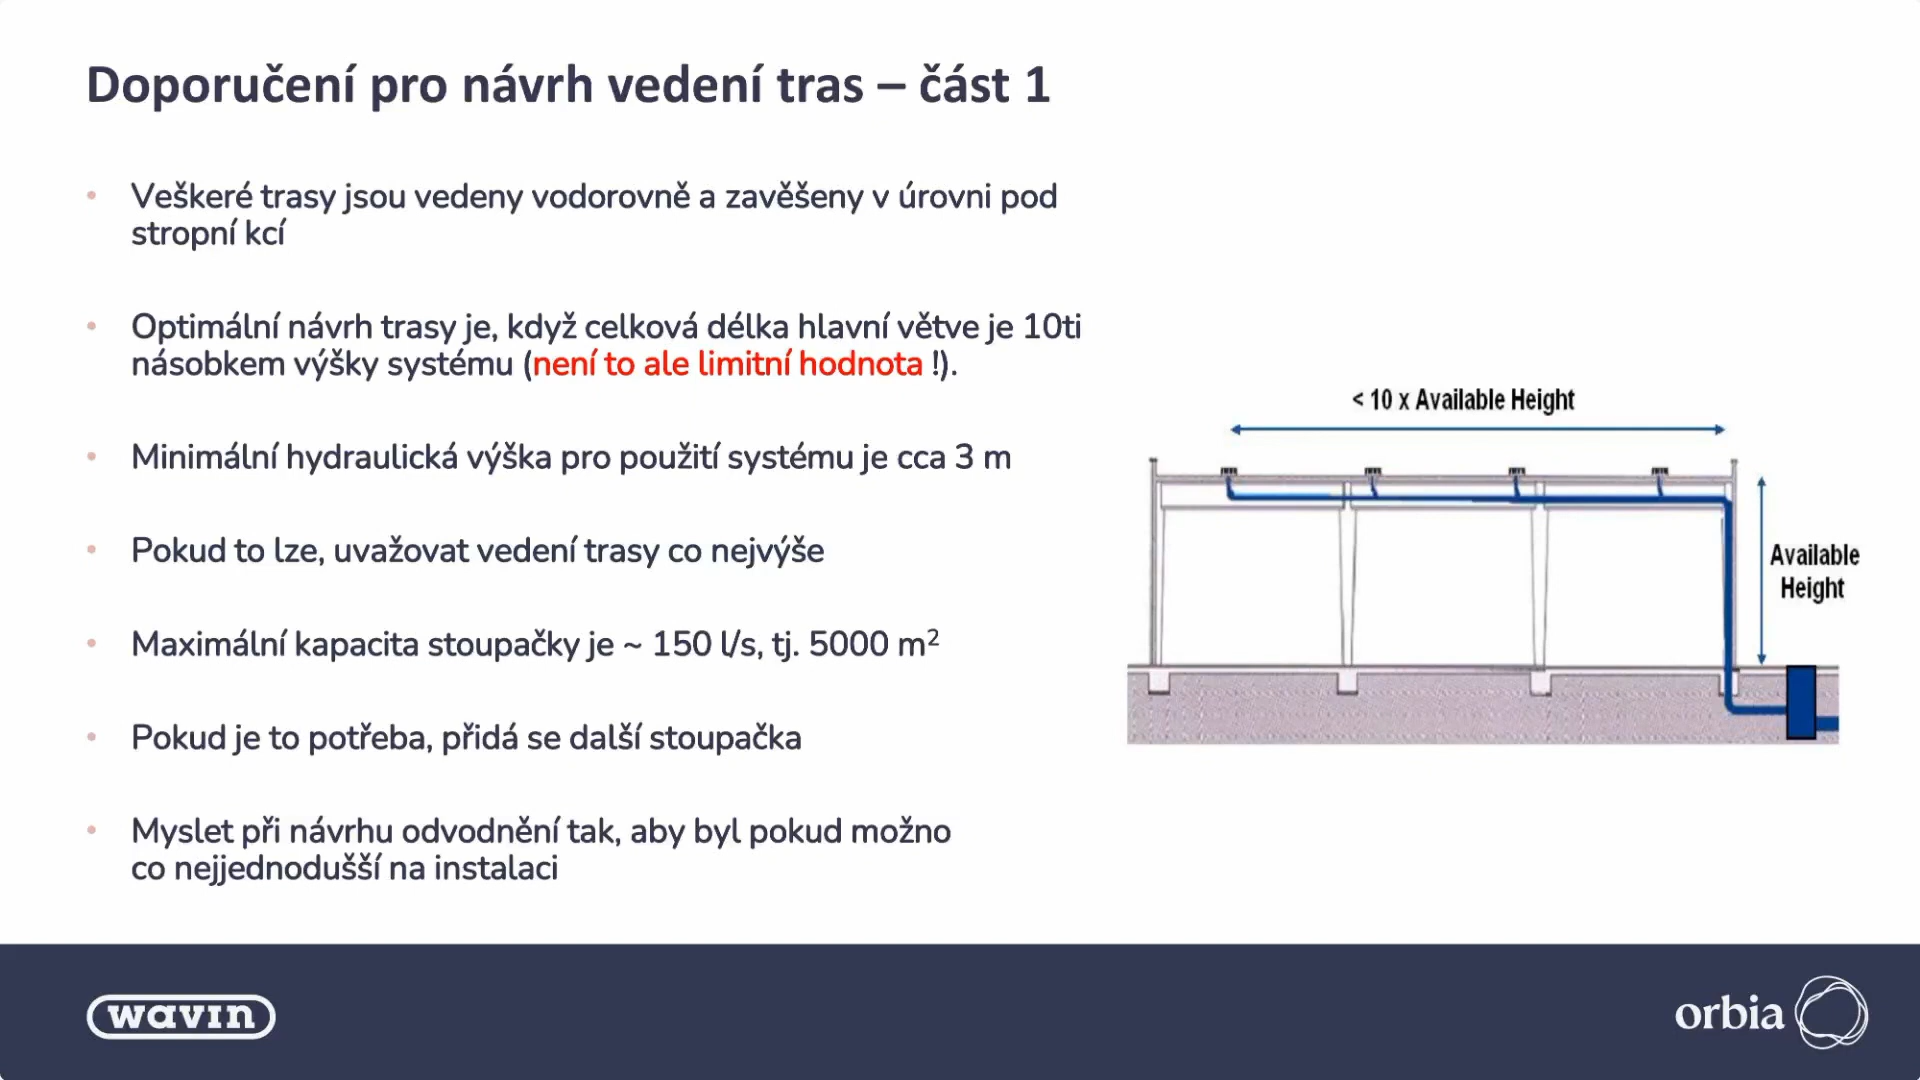 Doporučení pro návrh vedení tras – část 1
• Veškeré trasy jsou vedeny vodorovně a zavěšeny v úrovni pod
stropní kcí
• Optimální návrh trasy je, když celková délka hlavní větve je 10ti
násobkem výšky systému (není to ale limitní hodnota !).
• Minimální hydraulická výška pro použití systému je cca 3 m
• Pokud to lze, uvažovat vedení trasy co nejvýše
• Maximální kapacita stoupačky je ~ 150 l/s, tj. 5000 m²
• Pokud je to potřeba, přidá se další stoupačka
• Myslet při návrhu odvodnění tak, aby byl pokud možno
co nejjednodušší na instalaci
< 10 x Available Height
Available
Height
wavin
orbia